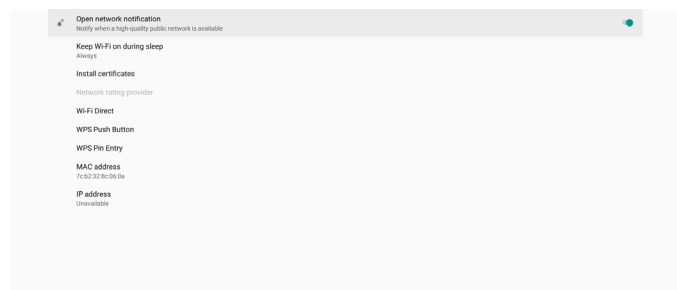 Open network notification
Notify when a high-quality public network is available
Keep Wi-Fi on during sleep
Always
Install certificates
Network rating provider
Wi-Fi Direct
WPS Push Button
WPS Pin Entry
MAC address
7c:b2:32:8c:06:0a
IP address
Unavailable